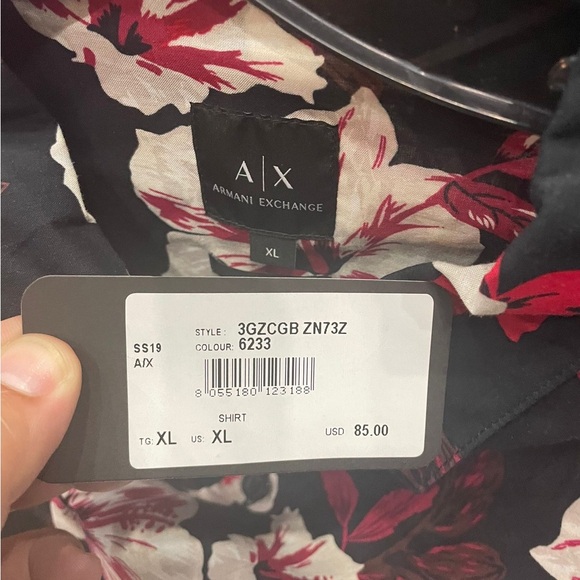 A|X
ARMANI EXCHANGE
XL
SS19
A/X
STYLE: 3GZCGB ZN73Z
COLOUR: 6233
8 055180 123188
SHIRT
TG: XL US: XL USD 85.00